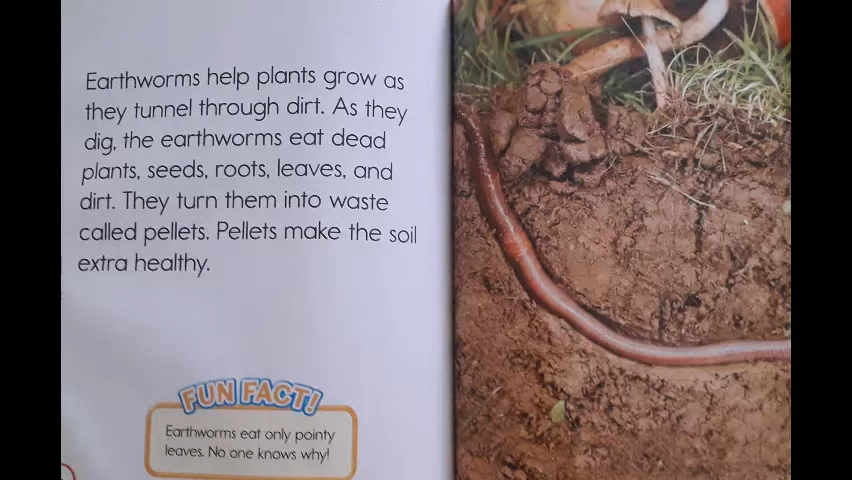 Earthworms help plants grow as
they tunnel through dirt. As they
dig, the earthworms eat dead
plants, seeds, roots, leaves, and
dirt. They turn them into waste
called pellets. Pellets make the soil
extra healthy.
FUN FACT!
Earthworms eat only pointy
leaves. No one knows why!